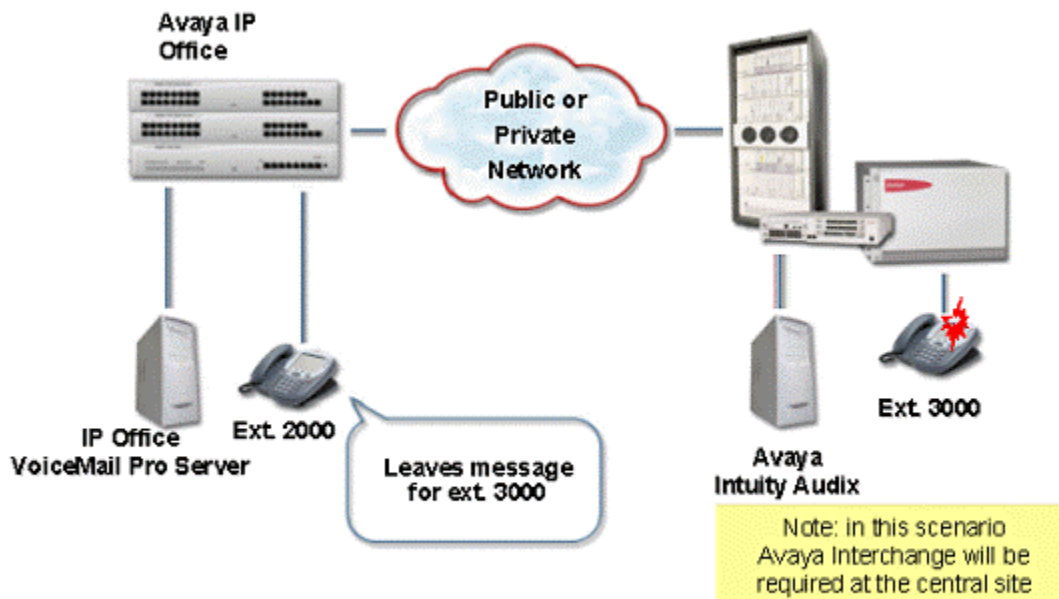 Avaya IP
Office
Public or
Private
Network
Ext. 2000
IP Office
VoiceMail Pro Server
Leaves message
for ext. 3000
Ext. 3000
Avaya
Intuity Audix
Note: in this scenario
Avaya Interchange will be
required at the central site